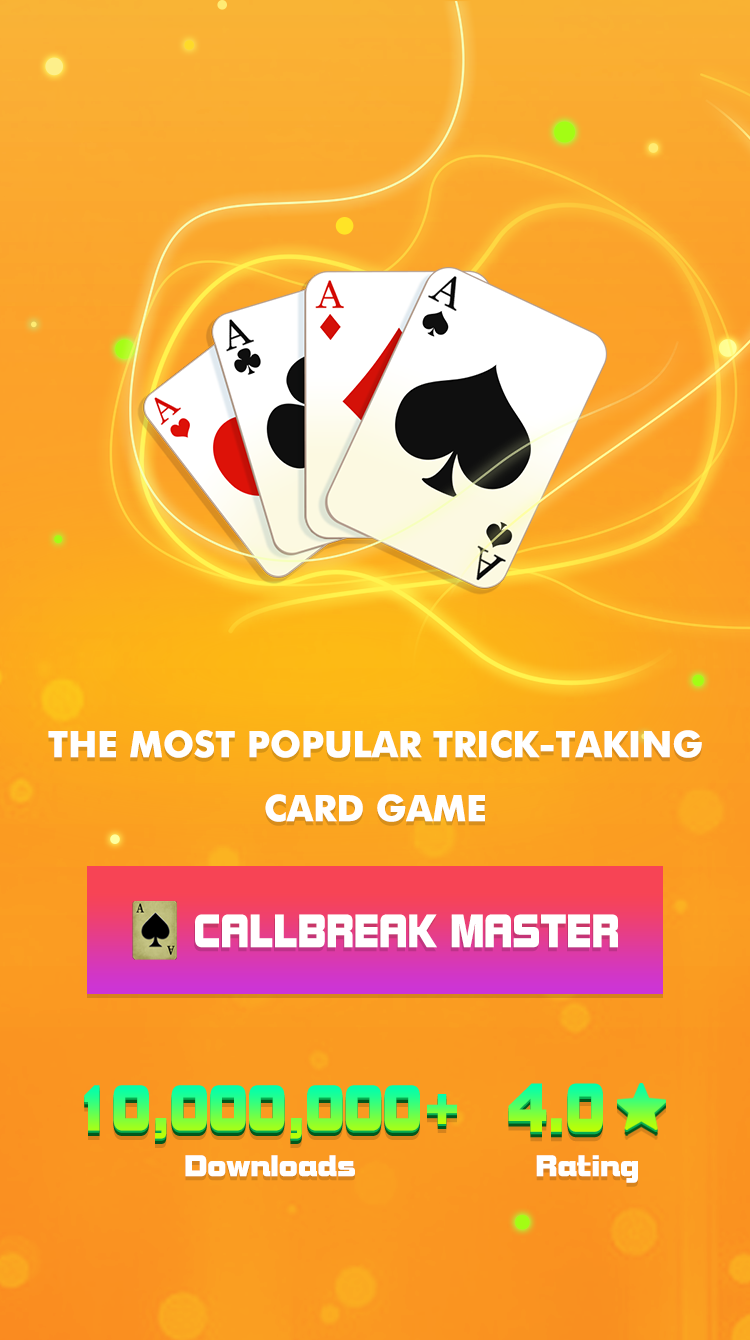 A
A
A
A
A
THE MOST POPULAR TRICK-TAKING
CARD GAME
A
A
CALLBREAK MASTER
10,000,000+ 4.0
Downloads Rating